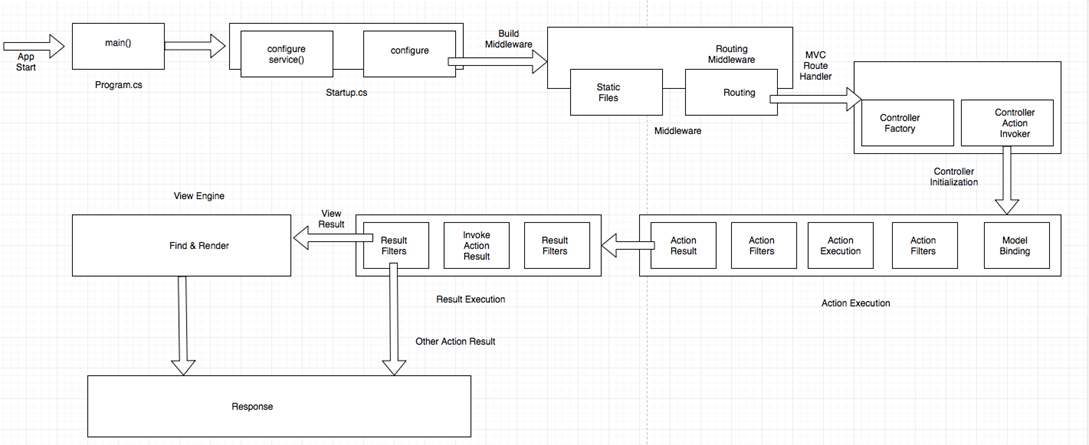 App
Start
main()
Program.cs
configure
service()
configure
Startup.cs
Build
Middleware
Static
Files
Routing
Middleware
Routing
Middleware
MVC
Route
Handler
Controller
Factory
Controller
Action
Invoker
Controller
Initialization
Model
Binding
Action
Filters
Action
Execution
Action
Filters
Action
Result
Action Execution
Result
Filters
Invoke
Action
Result
Result
Filters
Result Execution
View
Result
View Engine
Find & Render
Other Action Result
Response